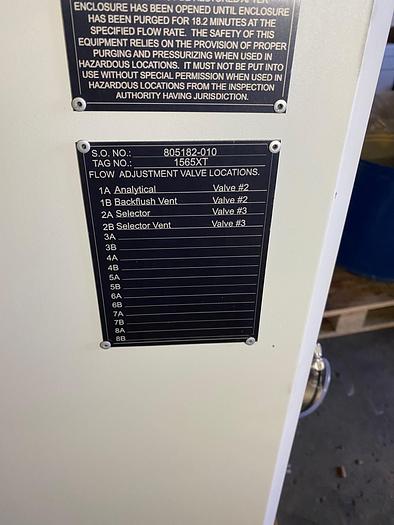 ENCLOSURE HAS BEEN OPENED UNTIL ENCLOSURE
HAS BEEN PURGED FOR 18.2 MINUTES AT THE
SPECIFIED FLOW RATE. THE SAFETY OF THIS
EQUIPMENT RELIES ON THE PROVISION OF PROPER
PURGING AND PRESSURIZING WHEN USED IN
HAZARDOUS LOCATIONS. IT MUST NOT BE PUT INTO
USE WITHOUT SPECIAL PERMISSION WHEN USED IN
HAZARDOUS LOCATIONS FROM THE INSPECTION
AUTHORITY HAVING JURISDICTION.
S.O. NO.: 805182-010
TAG NO.: 1565XT
FLOW ADJUSTMENT VALVE LOCATIONS.
1A Analytical Valve #2
1B Backflush Vent Valve #2
2A Selector Valve #3
2B Selector Vent Valve #3
3A
3B
4A
4B
5A
5B
6A
6B
7A
7B
8A
8B